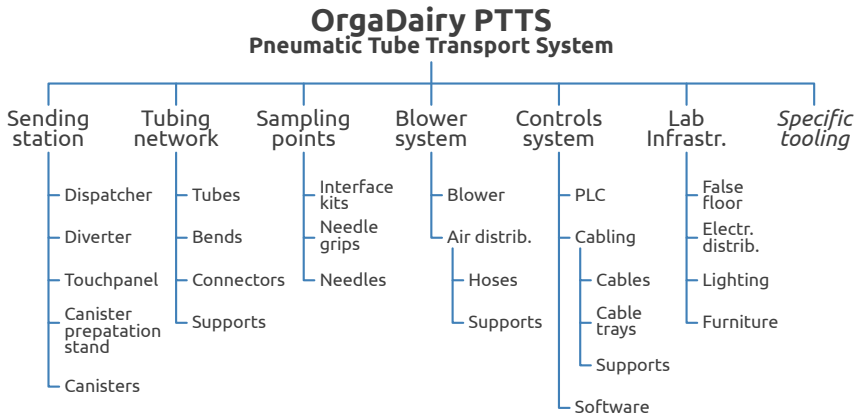 OrgaDairy PTTS
Pneumatic Tube Transport System
Sending
station
Tubing
network
Sampling
points
Blower
system
Controls
system
Lab
Infrastr.
Specific
tooling
Dispatcher
Diverter
Touchpanel
Canister
prepatation
stand
Canisters
Tubes
Bends
Connectors
Supports
Interface
kits
Needle
grips
Needles
Blower
Air distrib.
Hoses
Supports
PLC
Cabling
Cables
Cable
trays
Supports
Software
False
floor
Electr.
distrib.
Lighting
Furniture